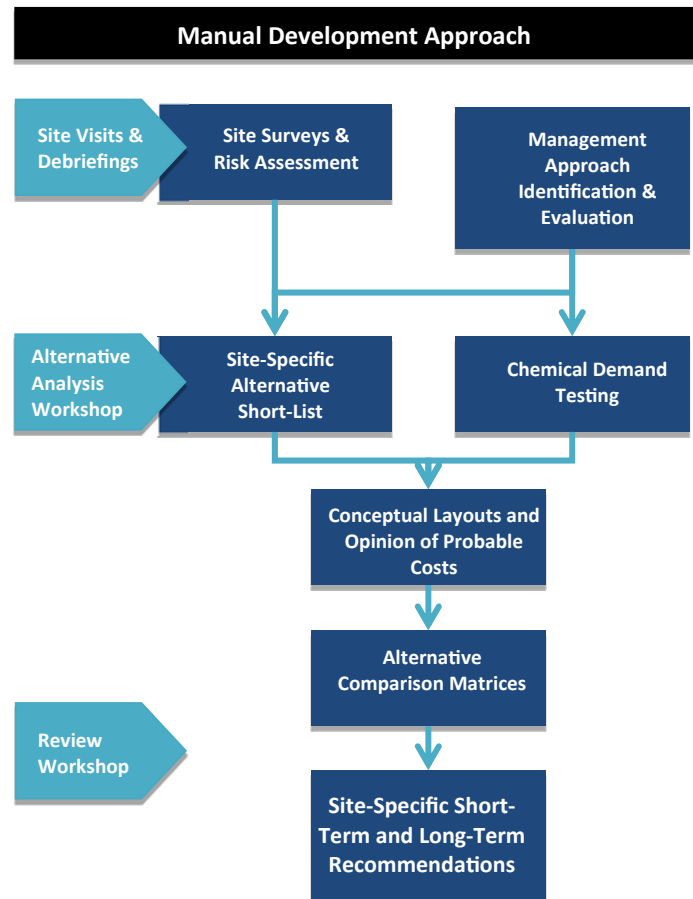 Manual Development Approach
Site Visits &
Debriefings
Site Surveys &
Risk Assessment
Management
Approach
Identification &
Evaluation
Alternative
Analysis
Workshop
Site-Specific
Alternative
Short-List
Chemical Demand
Testing
Conceptual Layouts and
Opinion of Probable
Costs
Alternative
Comparison Matrices
Review
Workshop
Site-Specific Short-
Term and Long-Term
Recommendations